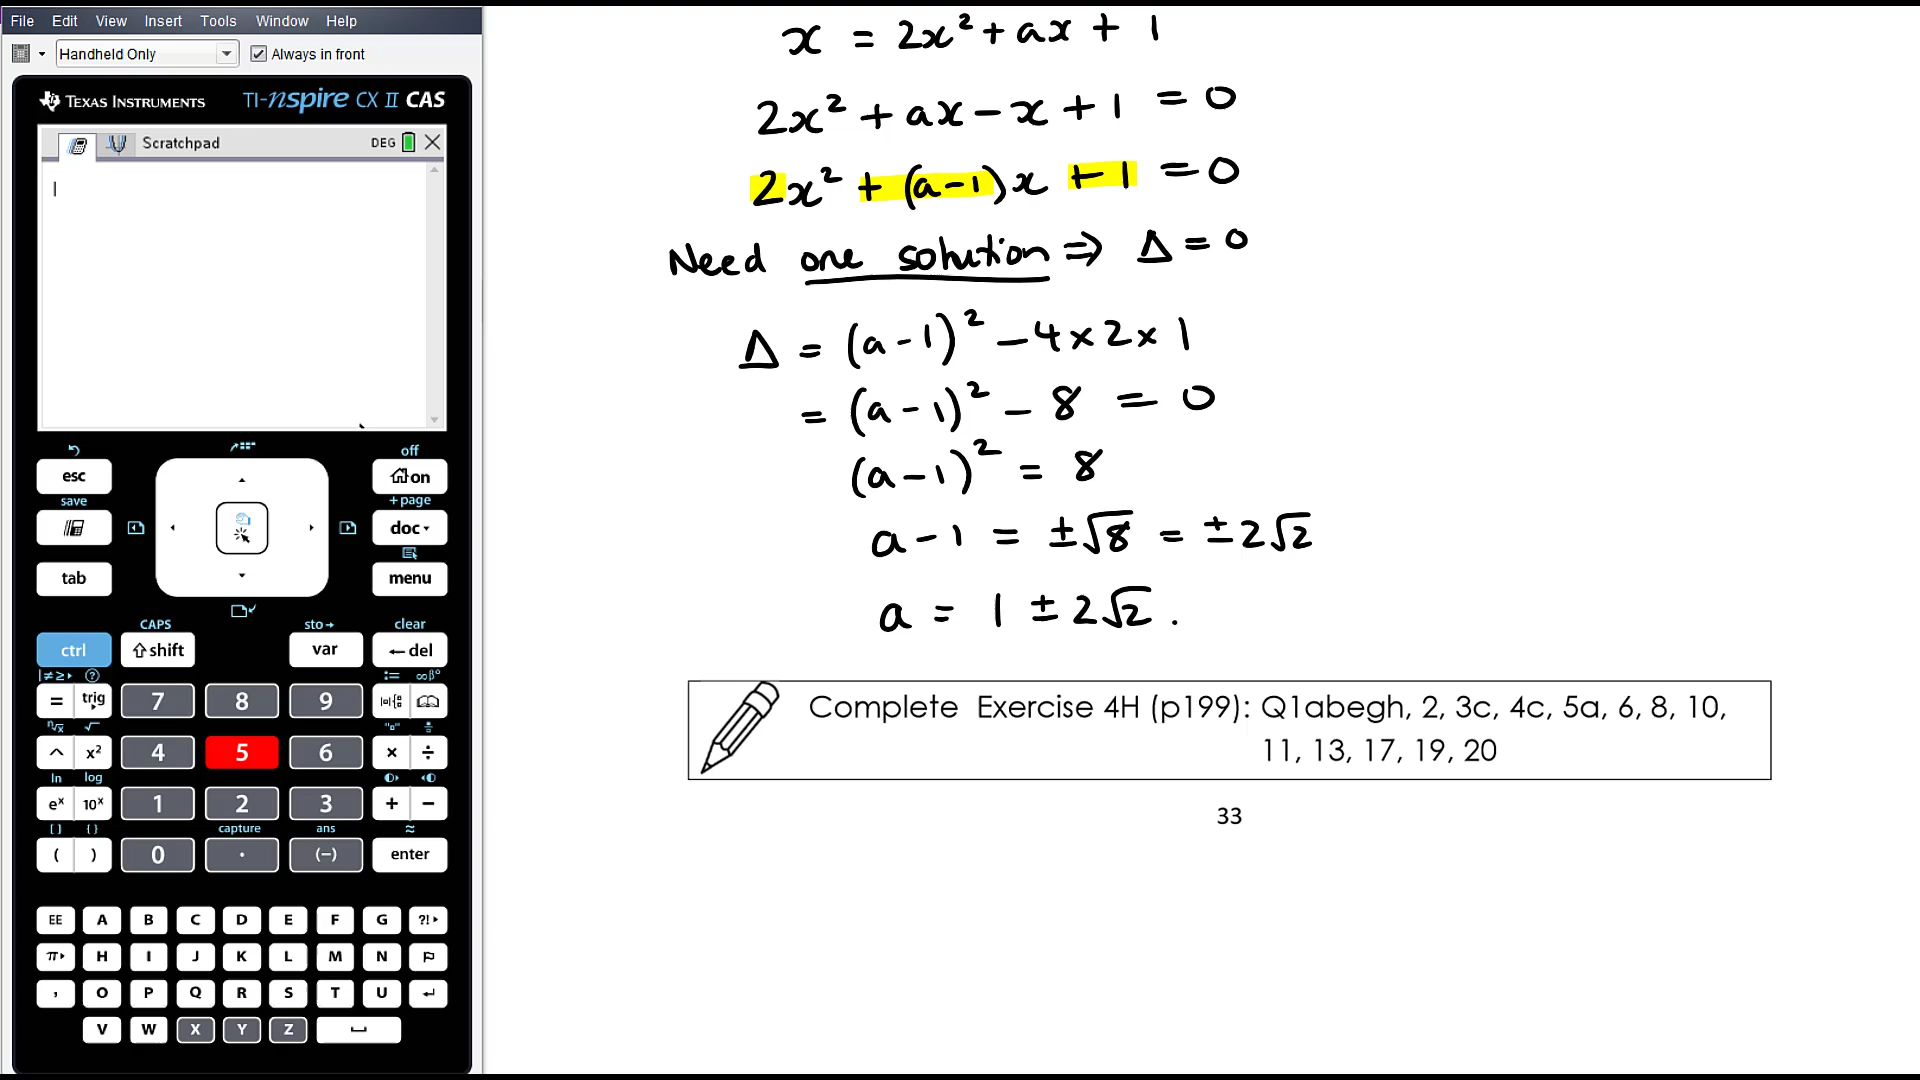 File Edit View Insert Tools Window Help
Handheld Only Always in front
TEXAS INSTRUMENTS TI-nspire CX II CAS
Scratchpad DEG
off
esc on
save +page
doc
tab menu
CAPS sto→ clear
ctrl shift var ←del
|≠≥▸ ? := ∞β°
= trig 7 8 9
ⁿ√x √
^ x² 4 5 6 × ÷
ln log
eˣ 10ˣ 1 2 3 + −
[ ] { } capture ans ≈
( ) 0 . (−) enter
EE A B C D E F G ?!▸
π▸ H I J K L M N
, O P Q R S T U ↵
V W X Y Z
x = 2x² + ax + 1
2x² + ax − x + 1 = 0
2x² + (a−1)x + 1 = 0
Need one solution ⇒ Δ = 0
Δ = (a−1)² − 4×2×1
= (a−1)² − 8 = 0
(a−1)² = 8
a−1 = ±√8 = ±2√2
a = 1 ± 2√2.
Complete Exercise 4H (p199): Q1abegh, 2, 3c, 4c, 5a, 6, 8, 10,
11, 13, 17, 19, 20
33